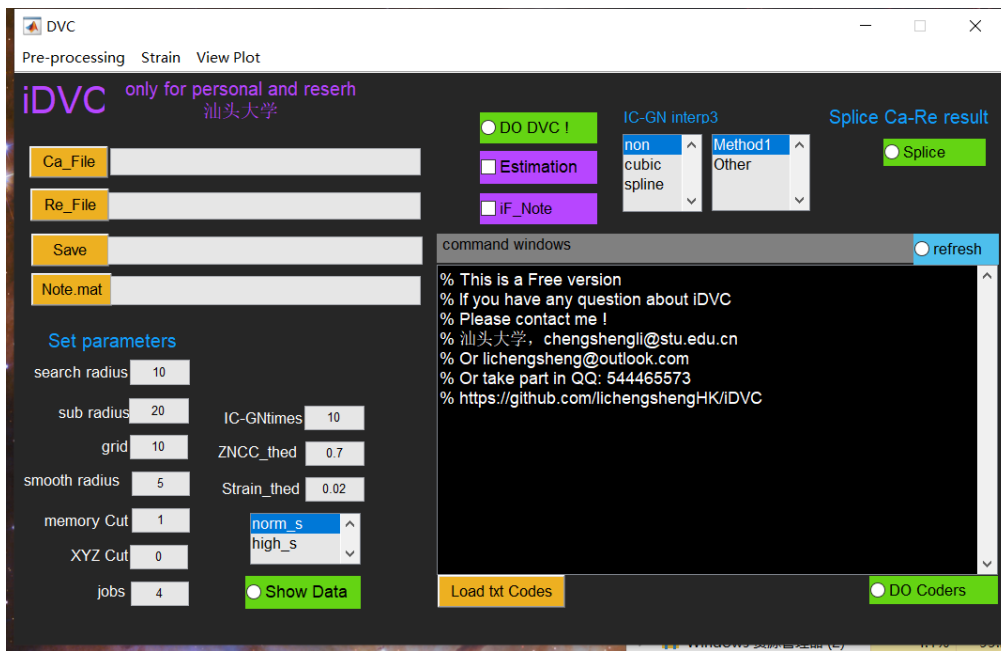 DVC
Pre-processing Strain View Plot
iDVC
only for personal and reserh
汕头大学
Ca_File
Re_File
Save
Note.mat
DO DVC !
Estimation
iF_Note
IC-GN interp3
non
cubic
spline
Method1
Other
Splice Ca-Re result
Splice
command windows
refresh
% This is a Free version
% If you have any question about iDVC
% Please contact me !
% 汕头大学，chengshengli@stu.edu.cn
% Or lichengsheng@outlook.com
% Or take part in QQ: 544465573
% https://github.com/lichengshengHK/iDVC
Set parameters
search radius 10
sub radius 20
grid 10
smooth radius 5
memory Cut 1
XYZ Cut 0
jobs 4
IC-GNtimes 10
ZNCC_thed 0.7
Strain_thed 0.02
norm_s
high_s
Show Data
Load txt Codes
DO Coders